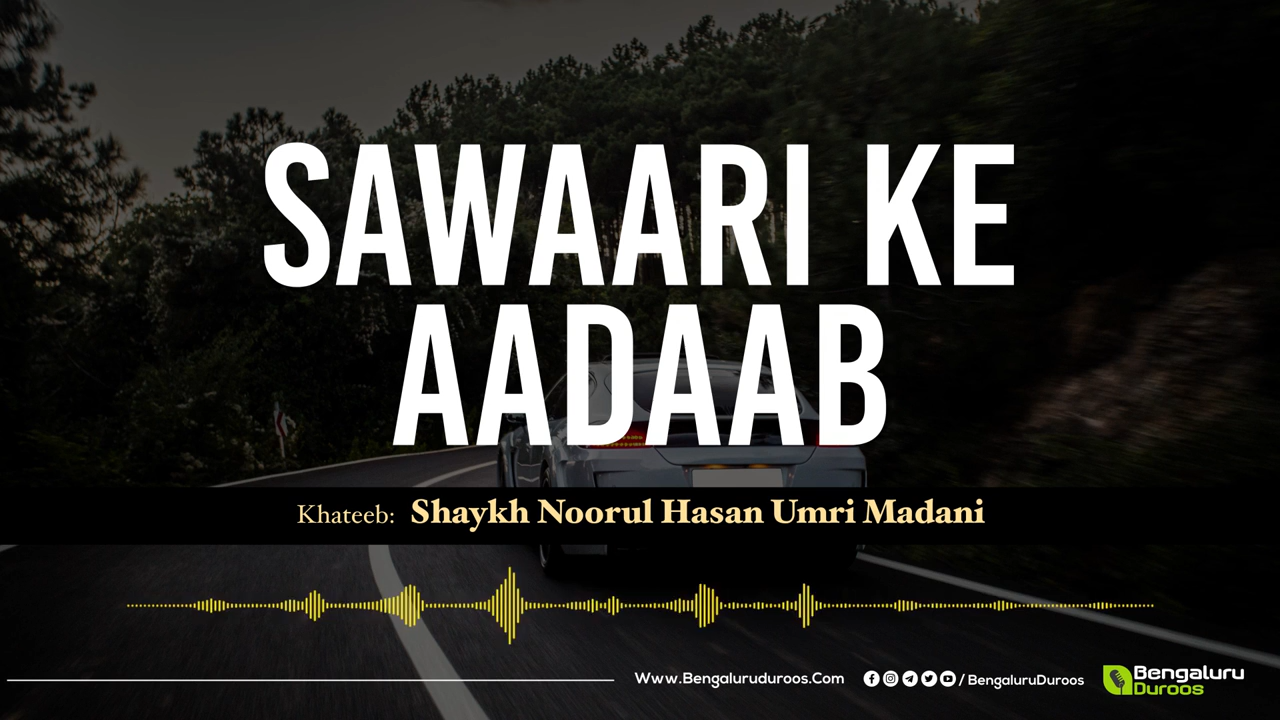 SAWAARI KE
AADAAB
Khateeb: Shaykh Noorul Hasan Umri Madani
Www.Bengaluruduroos.Com
/BengaluruDuroos
Bengaluru
Duroos